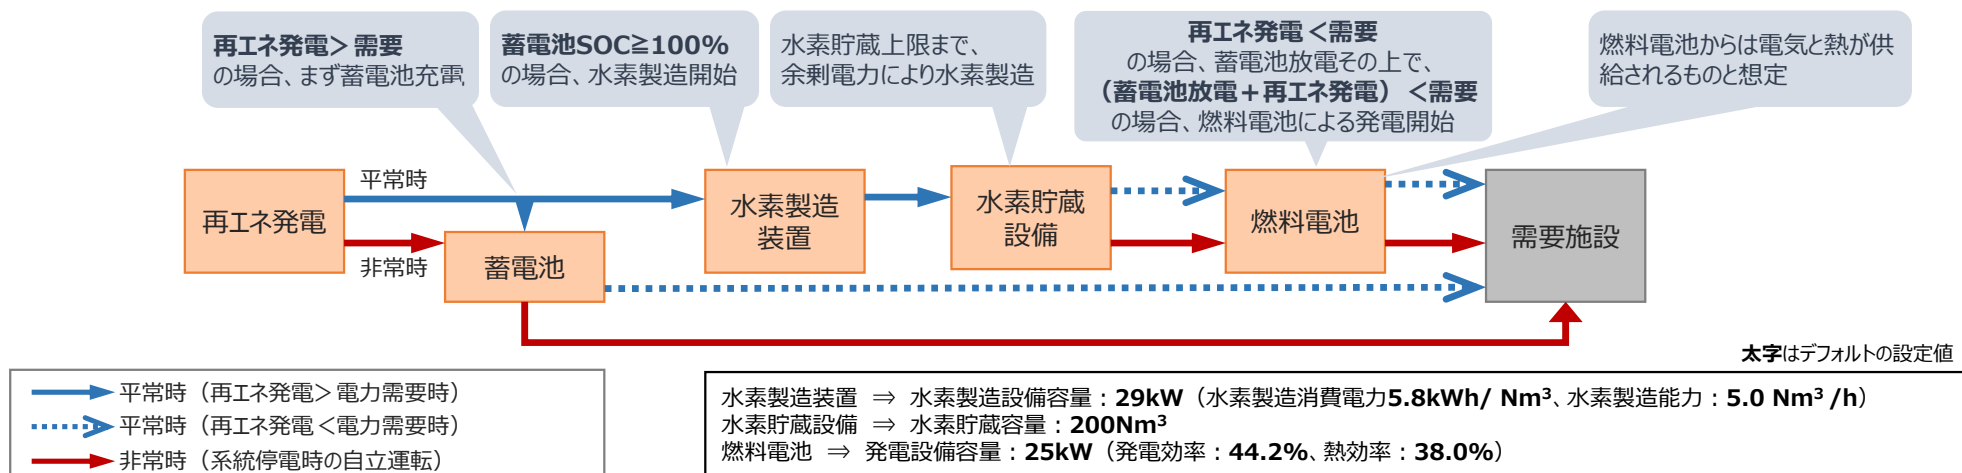 再エネ発電＞需要
の場合、まず蓄電池充電
蓄電池SOC≧100%
の場合、水素製造開始
水素貯蔵上限まで、
余剰電力により水素製造
再エネ発電＜需要
の場合、蓄電池放電その上で、
（蓄電池放電＋再エネ発電）＜需要
の場合、燃料電池による発電開始
燃料電池からは電気と熱が供
給されるものと想定
再エネ発電
平常時
非常時
蓄電池
水素製造
装置
水素貯蔵
設備
燃料電池
需要施設
太字はデフォルトの設定値
平常時（再エネ発電＞電力需要時）
平常時（再エネ発電＜電力需要時）
非常時（系統停電時の自立運転）
水素製造装置 ⇒ 水素製造設備容量：29kW（水素製造消費電力5.8kWh/ Nm³、水素製造能力：5.0 Nm³ /h）
水素貯蔵設備 ⇒ 水素貯蔵容量：200Nm³
燃料電池 ⇒ 発電設備容量：25kW（発電効率：44.2%、熱効率：38.0%）